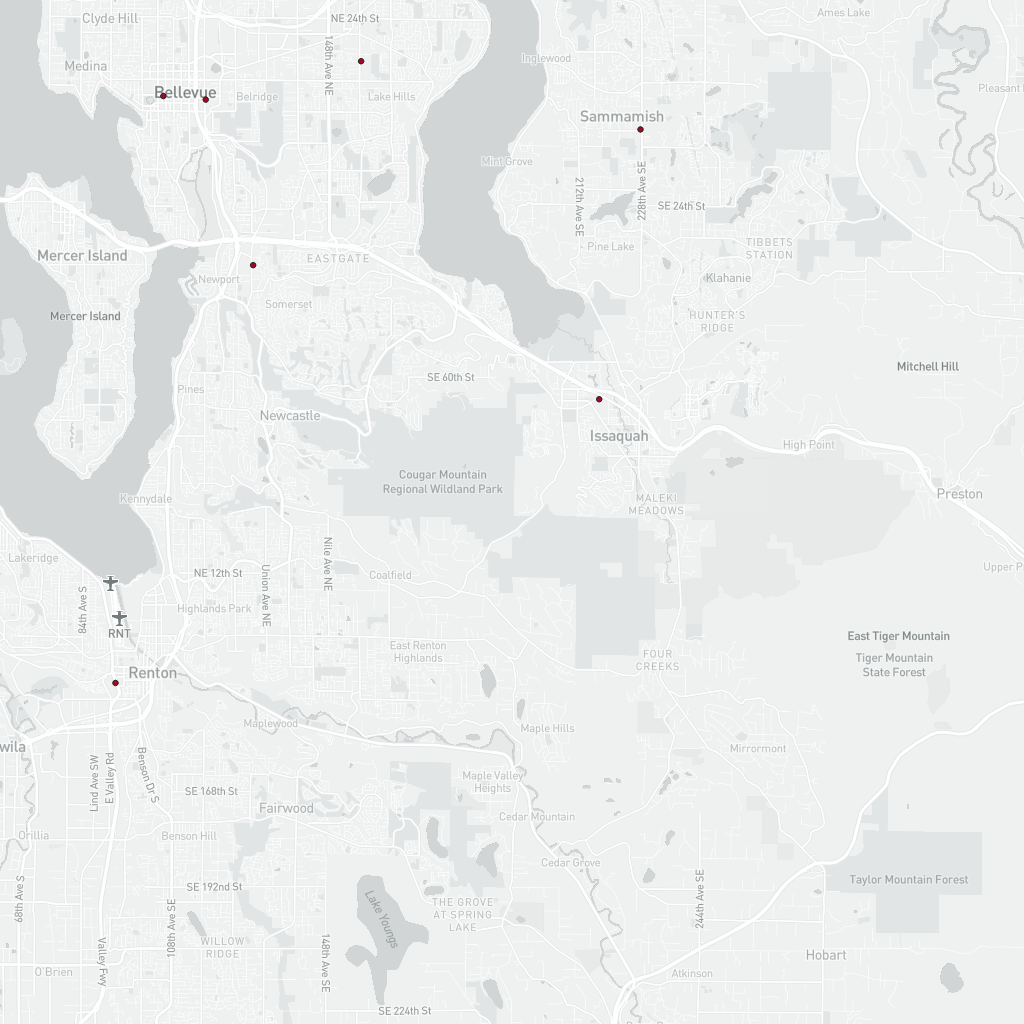 Clyde Hill
NE 24th St
Ames Lake
148th Ave NE
Inglewood
Medina
Bellevue
Belridge
Lake Hills
Sammamish
Mint Grove
212th Ave SE
228th Ave SE
SE 24th St
Mercer Island
EASTGATE
Pine Lake
TIBBETS
STATION
Newport
Klahanie
Somerset
Mercer Island
HUNTER'S
RIDGE
Mitchell Hill
Pines
SE 60th St
Newcastle
Issaquah
High Point
Cougar Mountain
Regional Wildland Park
Kennydale
MALEKI
MEADOWS
Preston
Lakeridge
NE 12th St
Nile Ave NE
Coalfield
84th Ave S
Union Ave NE
Highlands Park
RNT
East Tiger Mountain
East Renton
Highlands
FOUR
CREEKS
Tiger Mountain
State Forest
Renton
Maplewood
Maple Hills
wila
Mirrormont
Lind Ave SW
E Valley Rd
Benson Dr S
Maple Valley
Heights
SE 168th St
Fairwood
Cedar Mountain
Orillia
Benson Hill
Cedar Grove
68th Ave S
SE 192nd St
Taylor Mountain Forest
108th Ave SE
Lake Youngs
THE GROVE
AT SPRING
LAKE
244th Ave SE
WILLOW
RIDGE
Valley Fwy
148th Ave SE
Hobart
O'Brien
Atkinson
SE 224th St